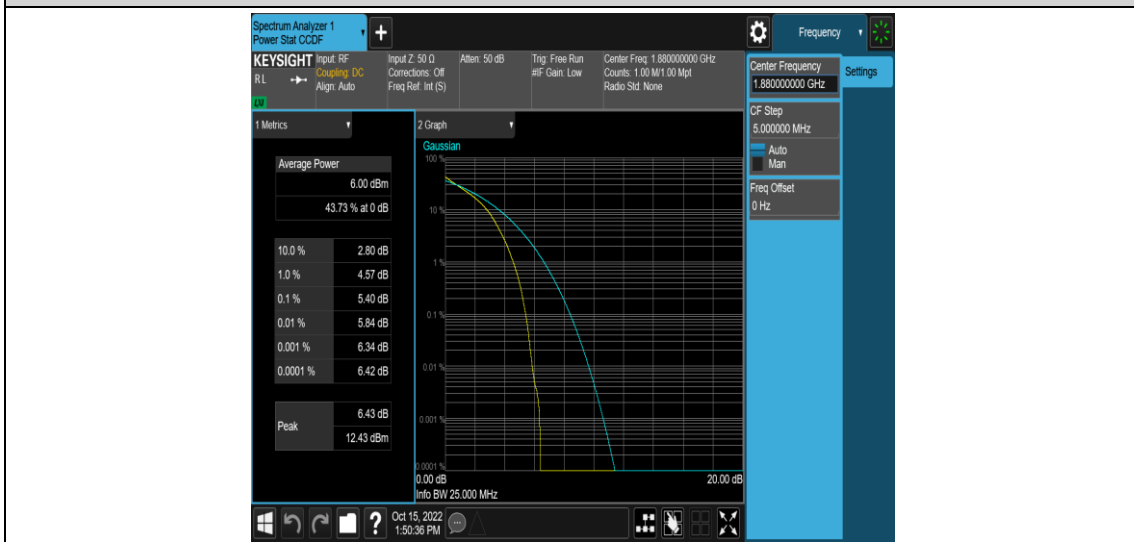 Spectrum Analyzer 1
Power Stat CCDF
Frequency
KEYSIGHT
RL
LXI
Input: RF
Coupling: DC
Align: Auto
Input Z: 50 Ω
Corrections: Off
Freq Ref: Int (S)
Atten: 50 dB
Trig: Free Run
#IF Gain: Low
Center Freq: 1.880000000 GHz
Counts: 1.00 M/1.00 Mpt
Radio Std: None
Center Frequency
1.880000000 GHz
Settings
CF Step
5.000000 MHz
Auto
Man
Freq Offset
0 Hz
1 Metrics
Average Power
6.00 dBm
43.73 % at 0 dB
10.0 % 2.80 dB
1.0 % 4.57 dB
0.1 % 5.40 dB
0.01 % 5.84 dB
0.001 % 6.34 dB
0.0001 % 6.42 dB
Peak
6.43 dB
12.43 dBm
2 Graph
Gaussian
100 %
10 %
1 %
0.1 %
0.01 %
0.001 %
0.0001 %
0.00 dB 20.00 dB
Info BW 25.000 MHz
?
Oct 15, 2022
1:50:36 PM